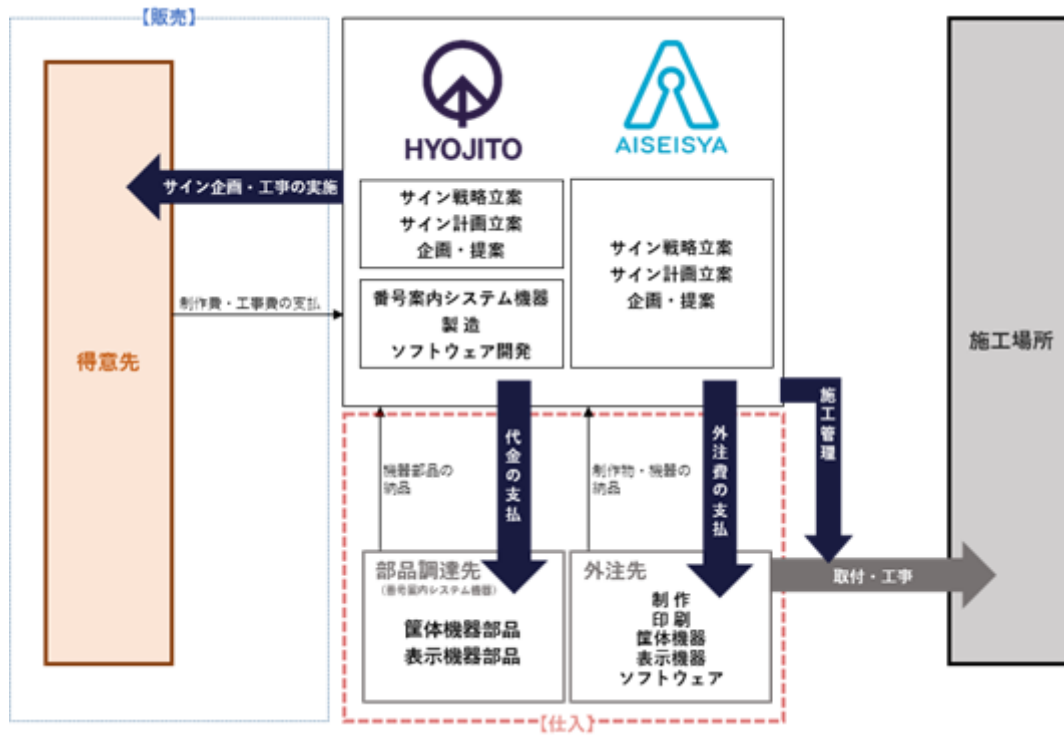 【販売】
HYOJITO
AISEISYA
サイン企画・工事の実施
サイン戦略立案
サイン計画立案
企画・提案
サイン戦略立案
サイン計画立案
企画・提案
制作費・工事費の支払
番号案内システム機器
製造
ソフトウェア開発
得意先
施工場所
機器部品の
納品
代金の支払
制作物・機器の
納品
外注費の支払
施工管理
部品調達先
(番号案内システム機器)
筐体機器部品
表示機器部品
外注先
制作
印刷
筐体機器
表示機器
ソフトウェア
取付・工事
【仕入】